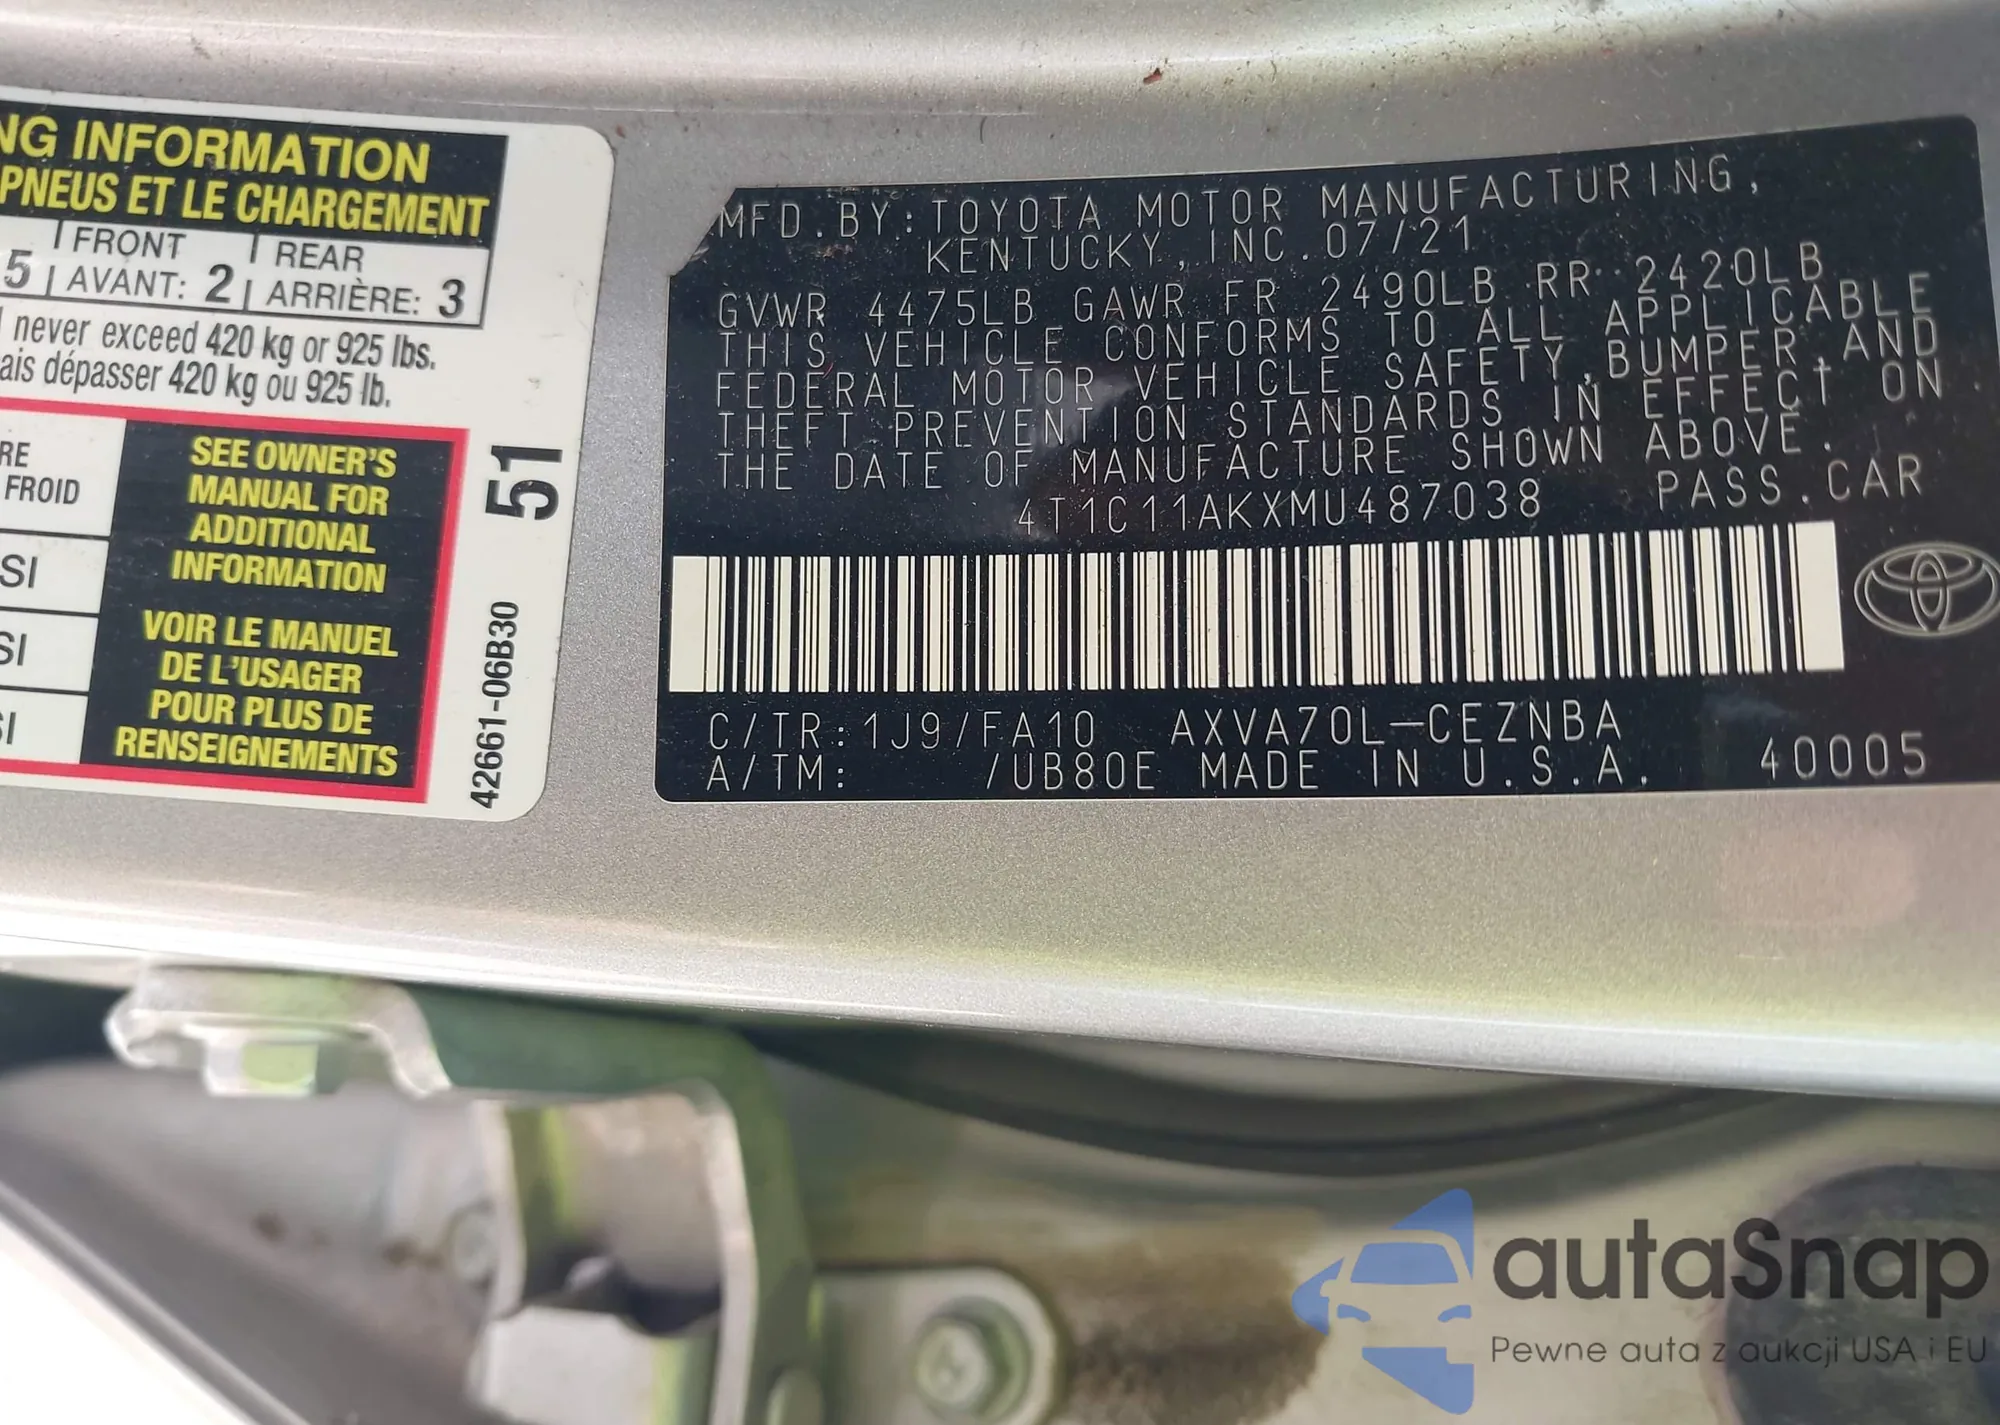 NG INFORMATION
PNEUS ET LE CHARGEMENT
5 FRONT AVANT: 2 REAR ARRIÈRE: 3
never exceed 420 kg or 925 lbs.
ais dépasser 420 kg ou 925 lb.
RE
FROID
SI
SI
SI
SEE OWNER'S
MANUAL FOR
ADDITIONAL
INFORMATION
VOIR LE MANUEL
DE L'USAGER
POUR PLUS DE
RENSEIGNEMENTS
51
42661-06B30
MFD. BY: TOYOTA MOTOR MANUFACTURING,
KENTUCKY, INC. 07/21
GVWR 4475LB GAWR FR 2490LB RR 2420LB
THIS VEHICLE CONFORMS TO ALL APPLICABLE
FEDERAL MOTOR VEHICLE SAFETY, BUMPER, AND
THEFT PREVENTION STANDARDS IN EFFECT ON
THE DATE OF MANUFACTURE SHOWN ABOVE.
4T1C11AKXMU487038 PASS. CAR
C/TR: 1J9/FA10 AXVA70L-CEZNBA
A/TM: /UB80E MADE IN U.S.A. 40005
autaSnap
Pewne auta z aukcji USA i EU